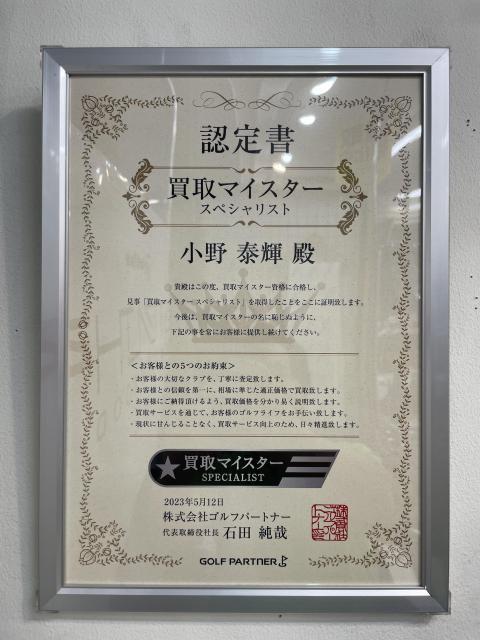 認定書
買取マイスター
スペシャリスト
小野 泰輝 殿
貴殿はこの度、買取マイスター資格に合格し、
見事「買取マイスター スペシャリスト」を取得したことをここに証明致します。
今後は、買取マイスターの名に恥じぬように、
下記の事を常にお客様に提供し続けてください。
＜お客様との5つのお約束＞
・お客様の大切なクラブを、丁寧に査定致します。
・お客様との信頼を第一に、相場に準じた適正価格で買取致します。
・お客様にご納得頂けるよう、買取価格を分かり易く説明致します。
・買取サービスを通じて、お客様のゴルフライフをお手伝い致します。
・現状に甘んじることなく、買取サービス向上のため、日々精進致します。
買取マイスター
SPECIALIST
2023年5月12日
株式会社ゴルフパートナー
代表取締役社長 石田 純哉
GOLF PARTNER